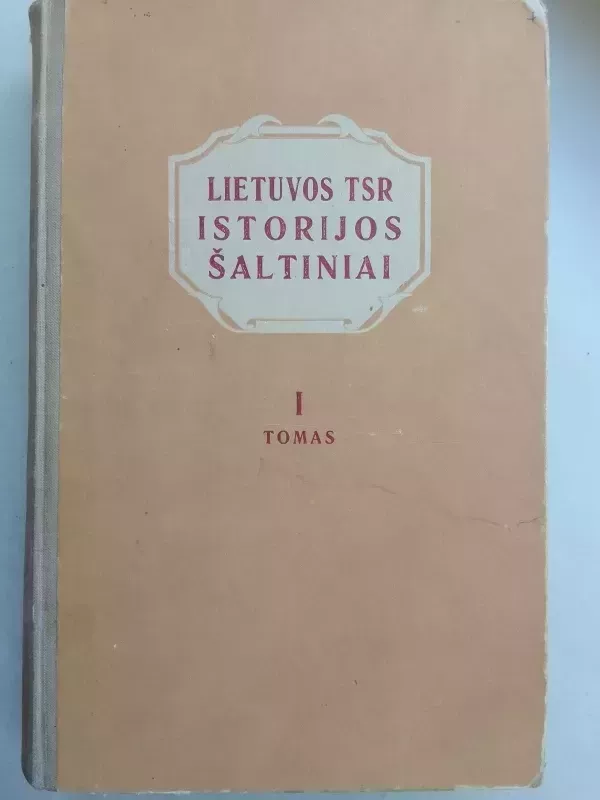 LIETUVOS TSR
ISTORIJOS
ŠALTINIAI
I
TOMAS